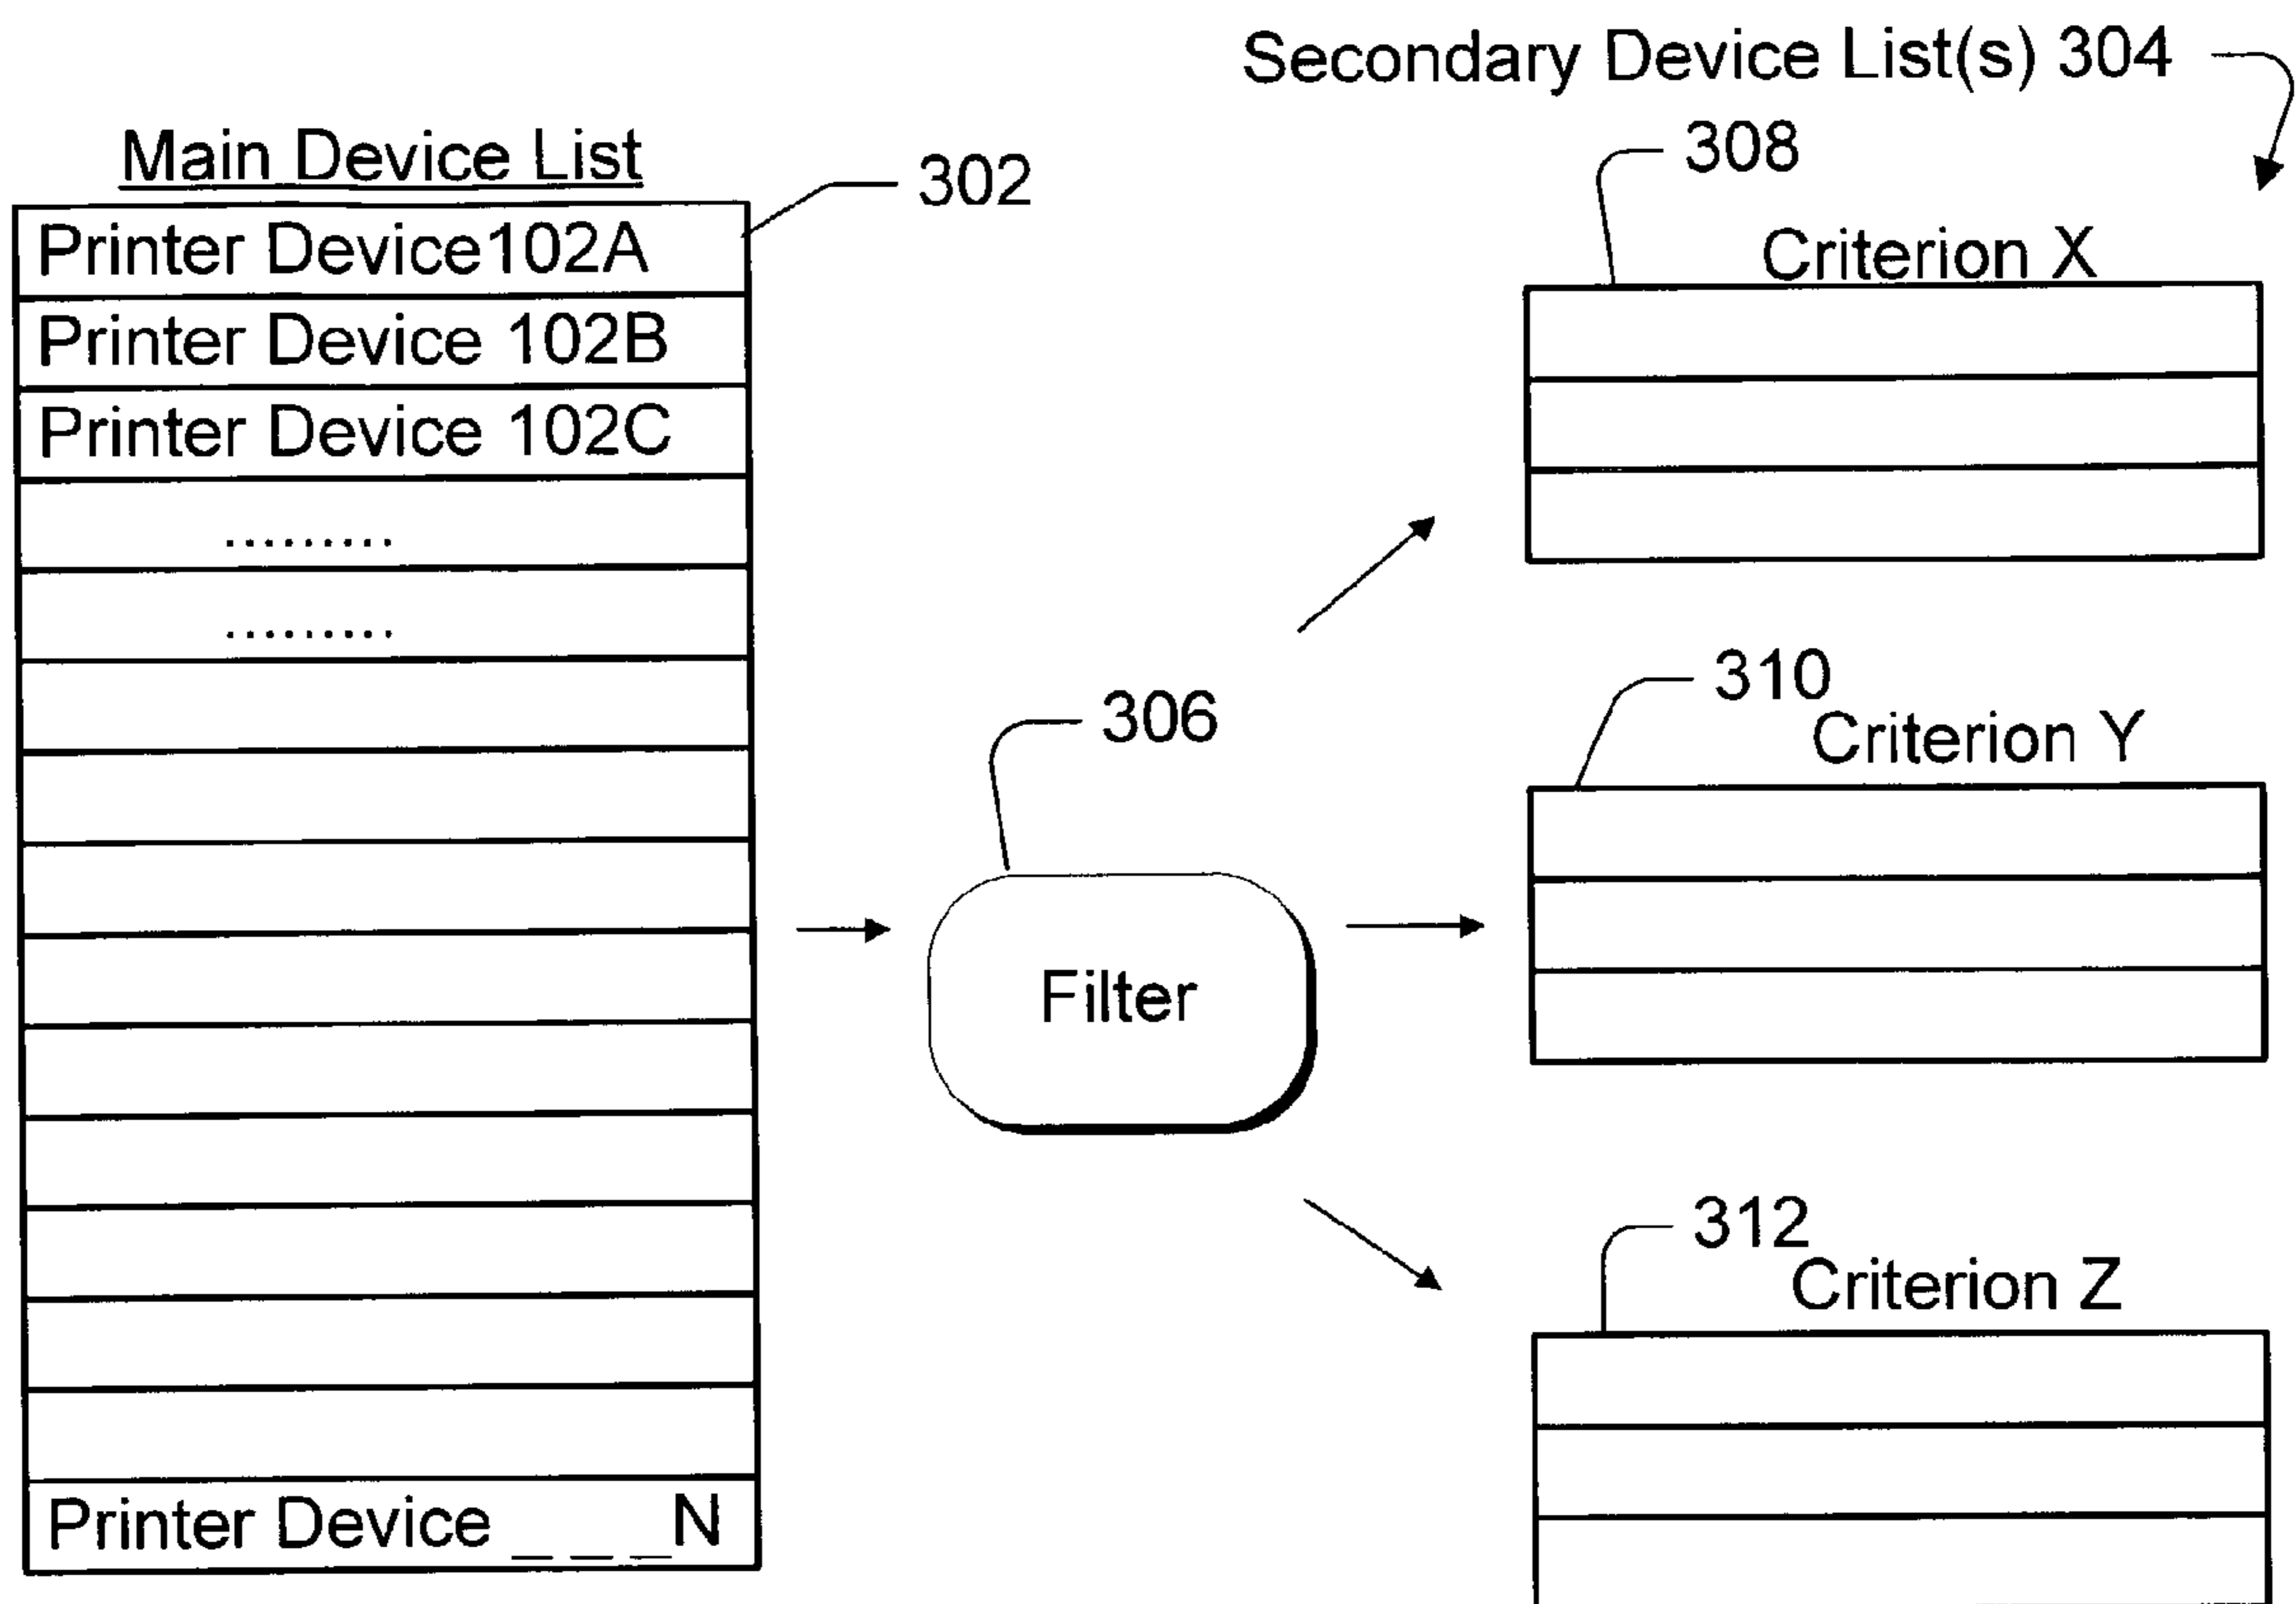 Secondary Device List(s) 304
Main Device List
302
308
Printer Device102A
Criterion X
Printer Device 102B
Printer Device 102C
.........
.........
310
306
Criterion Y
Filter
312
Criterion Z
Printer Device _ _ _N